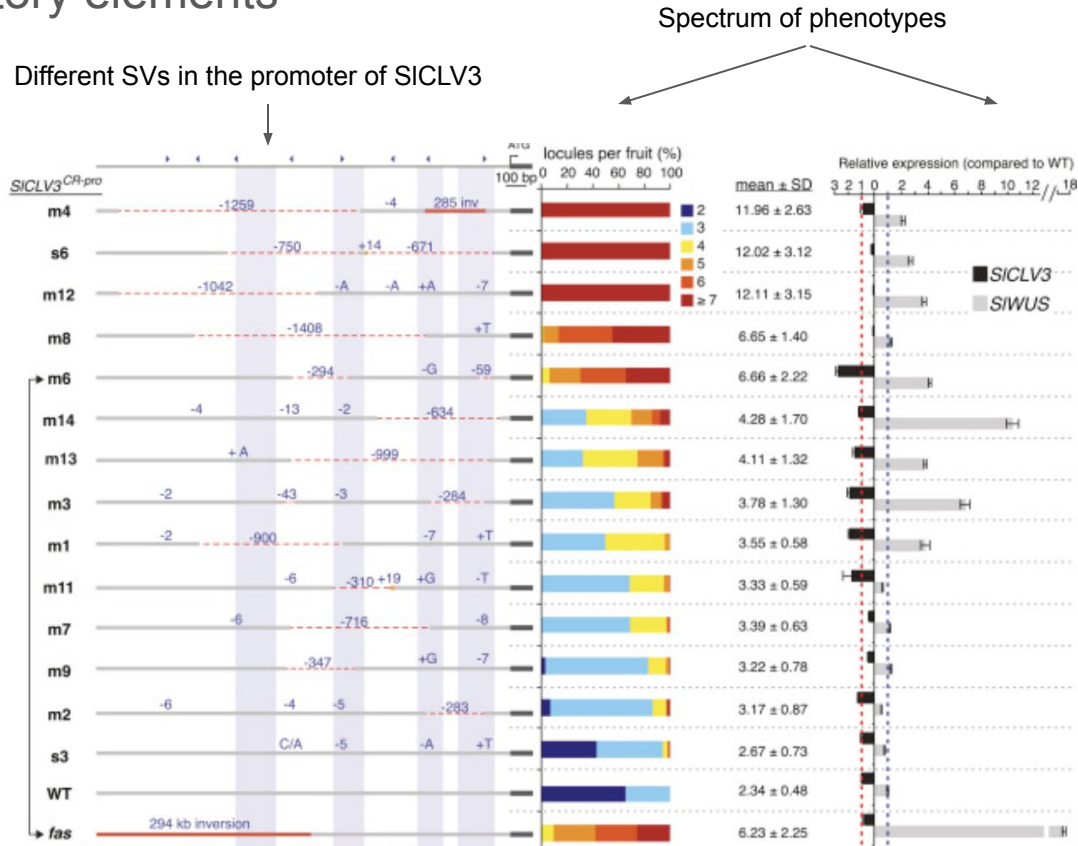 tory elements
Spectrum of phenotypes
Different SVs in the promoter of SlCLV3
ATG
100 bp
locules per fruit (%)
0 20 40 60 80 100
mean ± SD
Relative expression (compared to WT)
3 2 1 0 2 4 6 8 10 12 // 18
SlCLV3 CR-pro
2
3
4
5
6
≥ 7
SlCLV3
SlWUS
m4 -1259 -4 285 inv 11.96 ± 2.63
s6 -750 +14 -671 12.02 ± 3.12
m12 -1042 -A -A +A -7 12.11 ± 3.15
m8 -1408 +T 6.65 ± 1.40
m6 -294 -G -59 6.66 ± 2.22
m14 -4 -13 -2 -634 4.28 ± 1.70
m13 + A -999 4.11 ± 1.32
m3 -2 -43 -3 -284 3.78 ± 1.30
m1 -2 -900 -7 +T 3.55 ± 0.58
m11 -6 -310 +19 +G -T 3.33 ± 0.59
m7 -6 -716 -8 3.39 ± 0.63
m9 -347 +G -7 3.22 ± 0.78
m2 -6 -4 -5 -283 3.17 ± 0.87
s3 C/A -5 -A +T 2.67 ± 0.73
WT 2.34 ± 0.48
fas 294 kb inversion 6.23 ± 2.25